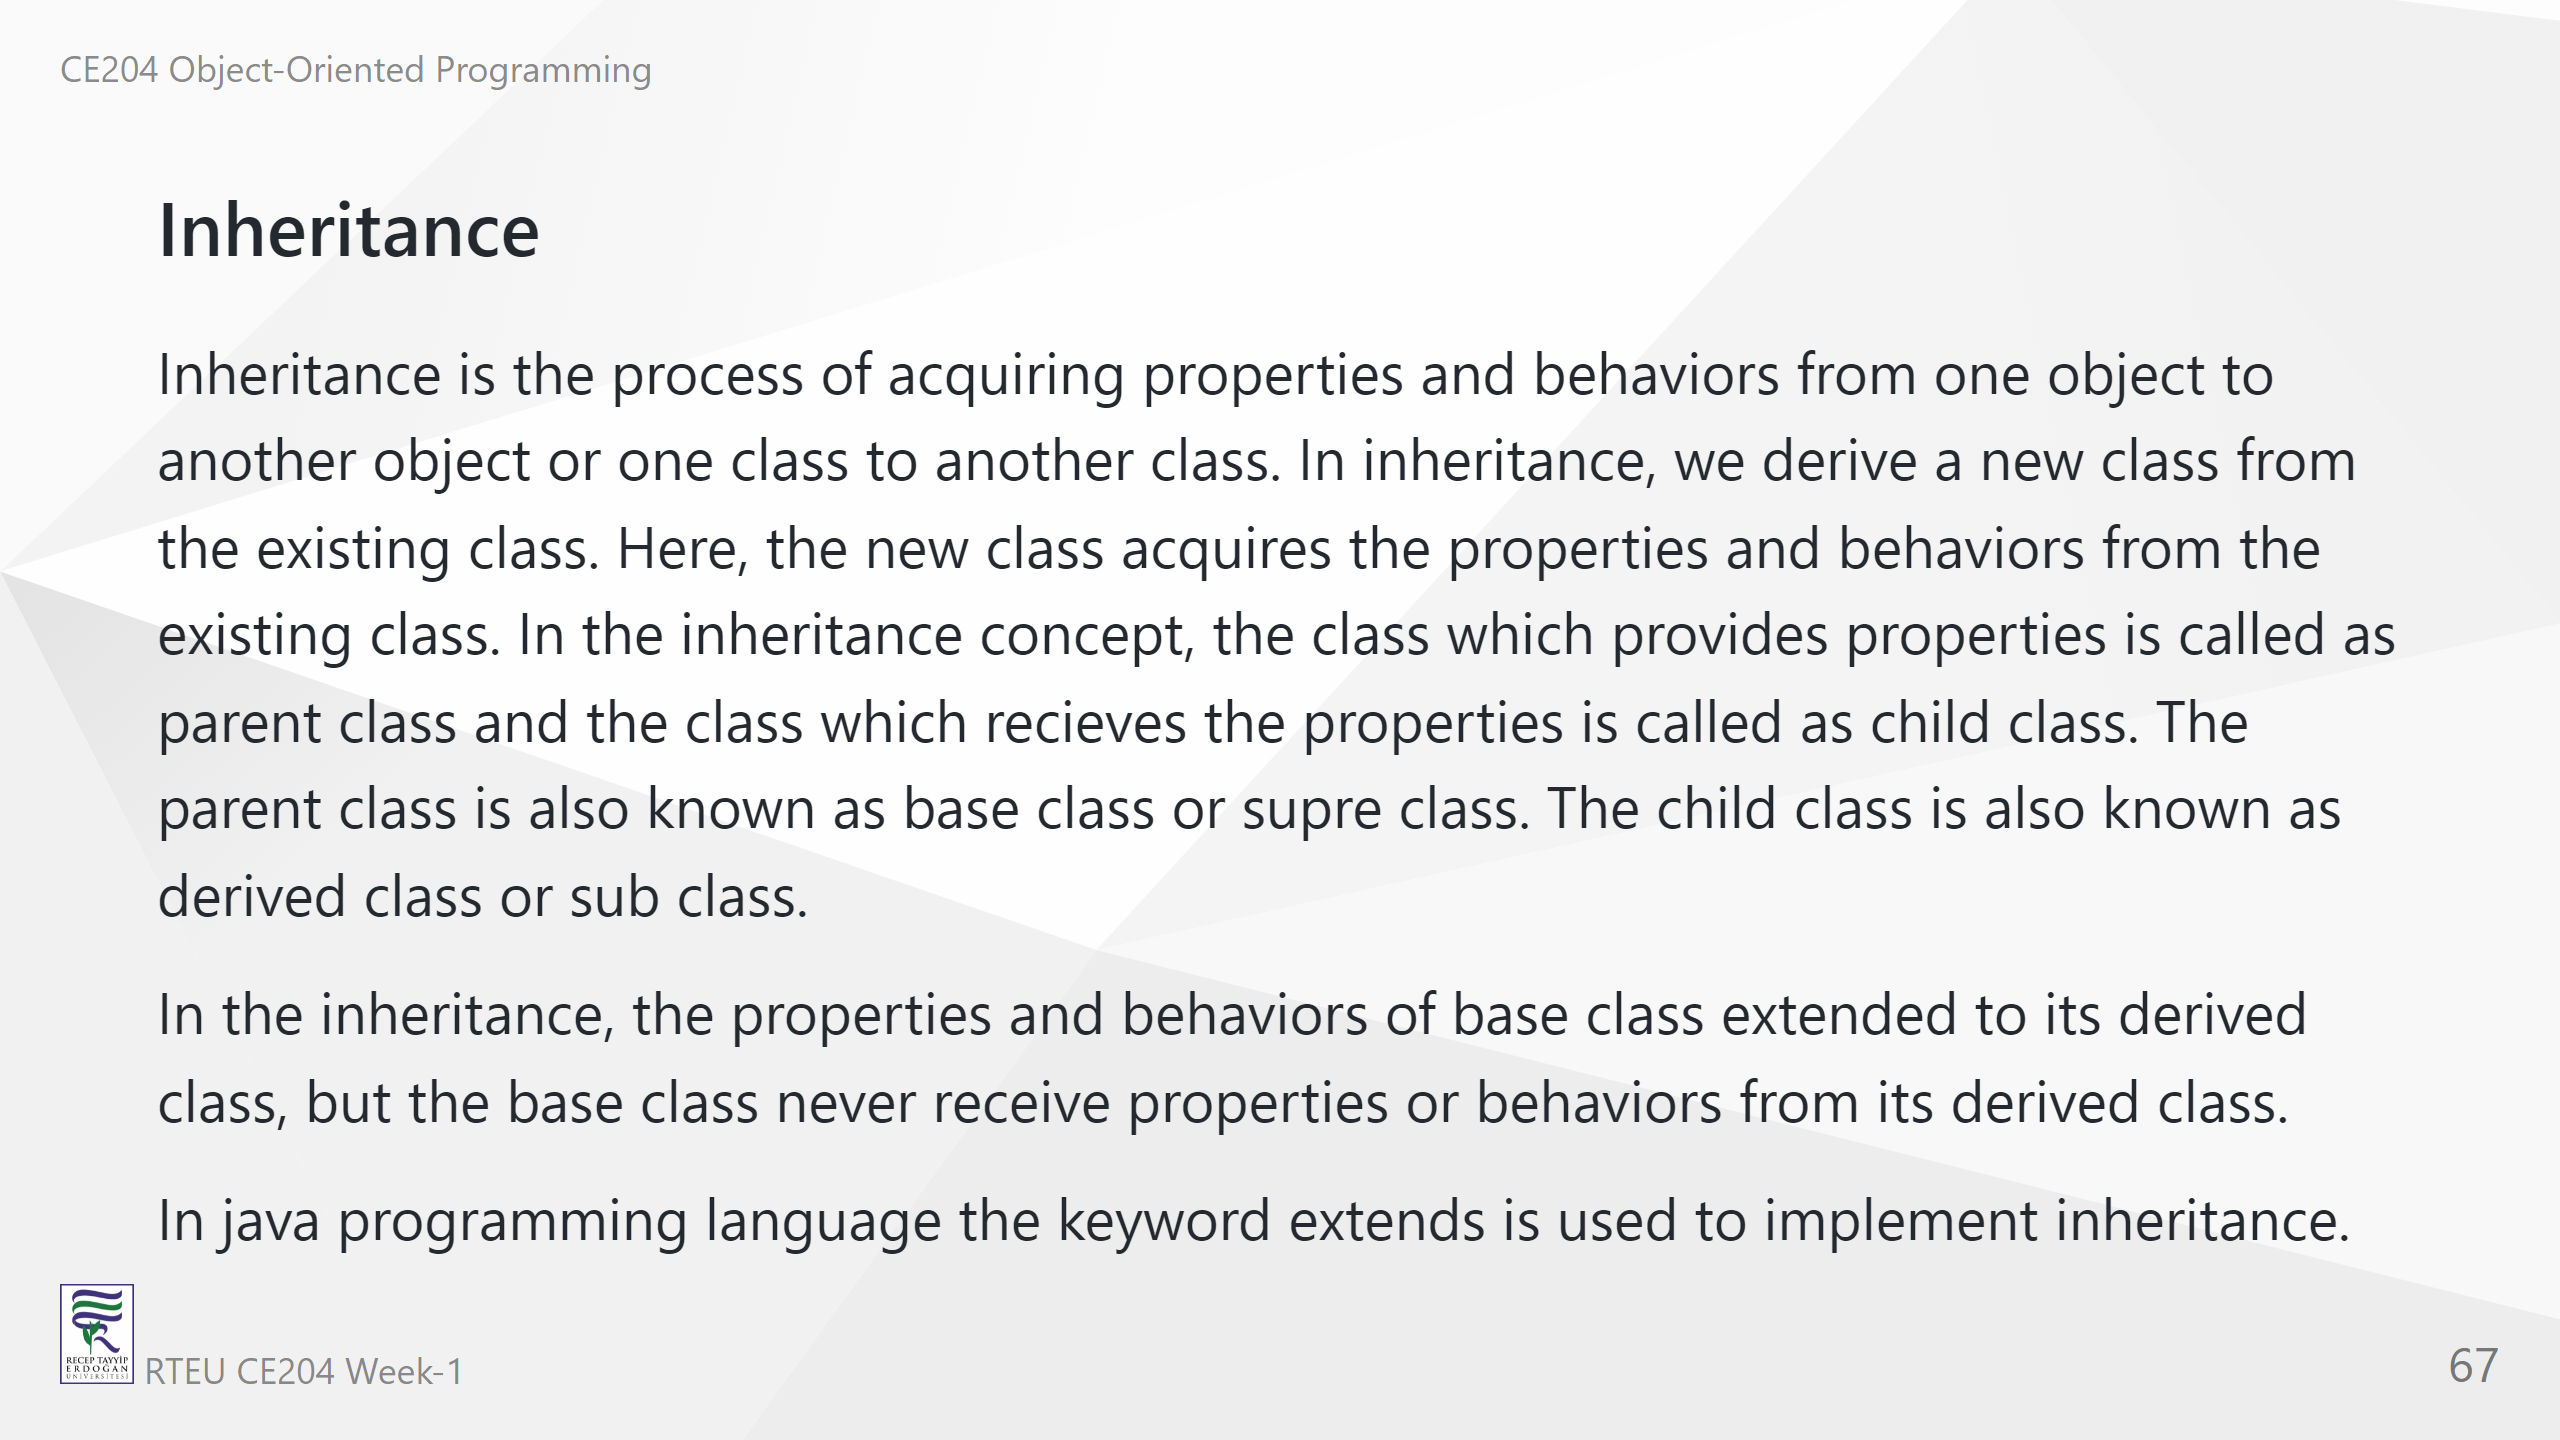 CE204 Object-Oriented Programming
Inheritance
Inheritance is the process of acquiring properties and behaviors from one object to
another object or one class to another class. In inheritance, we derive a new class from
the existing class. Here, the new class acquires the properties and behaviors from the
existing class. In the inheritance concept, the class which provides properties is called as
parent class and the class which recieves the properties is called as child class. The
parent class is also known as base class or supre class. The child class is also known as
derived class or sub class.
In the inheritance, the properties and behaviors of base class extended to its derived
class, but the base class never receive properties or behaviors from its derived class.
In java programming language the keyword extends is used to implement inheritance.
RECEP TAYYİP
ERDOĞAN
ÜNİVERSİTESİ
RTEU CE204 Week-1
67